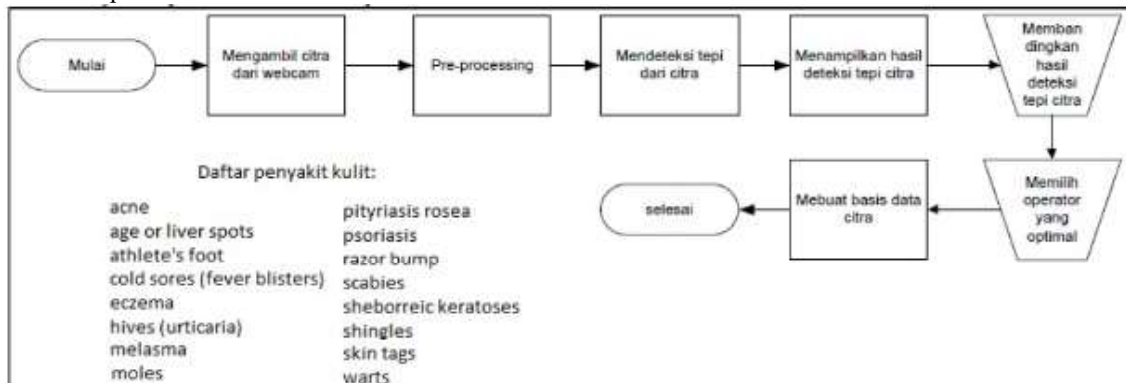 Mulai
Mengambil citra
dari webcam
Pre-processing
Mendeteksi tepi
dari citra
Menampilkan hasil
deteksi tepi citra
Memban
dingkan
hasil
deteksi
tepi citra
Memilih
operator
yang
optimal
Mebuat basis data
citra
selesai
Daftar penyakit kulit:
acne
age or liver spots
athlete's foot
cold sores (fever blisters)
eczema
hives (urticaria)
melasma
moles
pityriasis rosea
psoriasis
razor bump
scabies
sheborreic keratoses
shingles
skin tags
warts